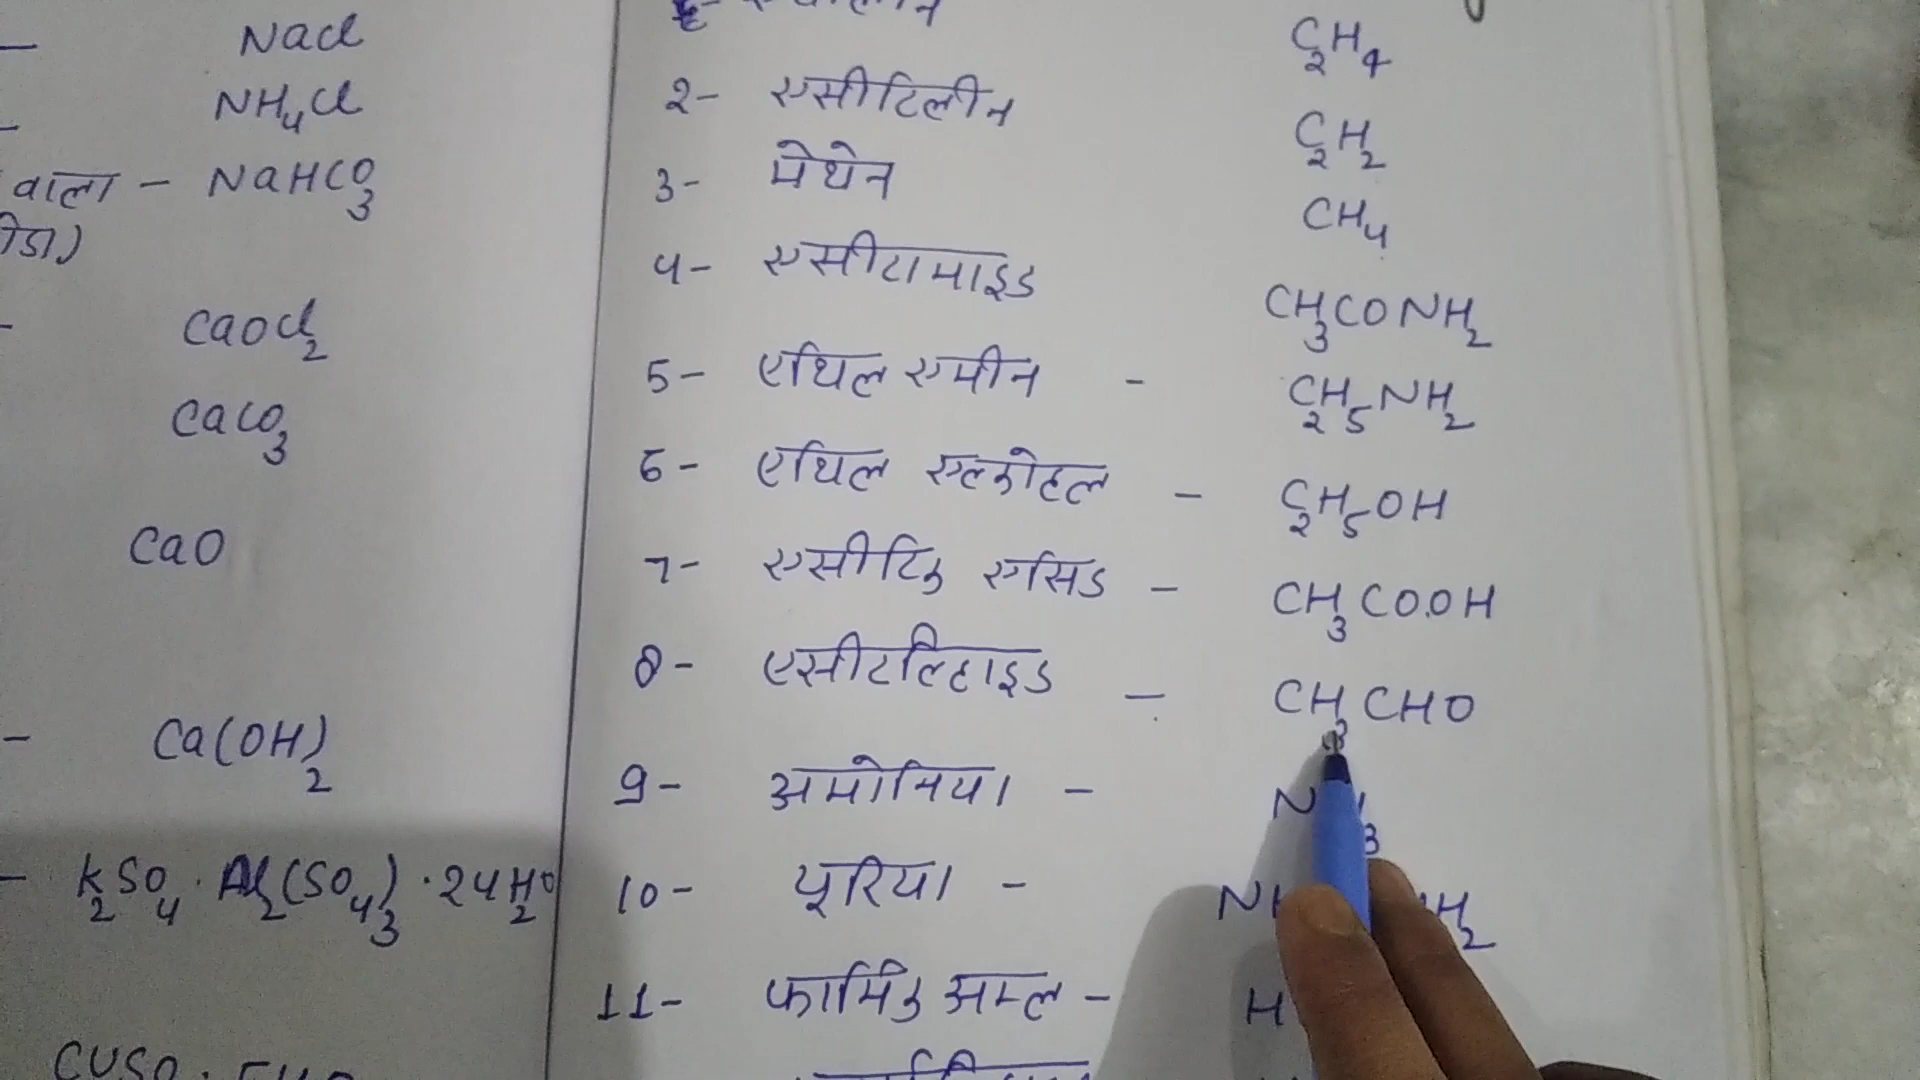 NaCl
NH4Cl
वाला - NaHCO3
CaOCl2
CaCO3
CaO
- Ca(OH)2
- K2SO4 · Al2(SO4)3 · 24H2O
C2H4
2- एसीटिलीन C2H2
3- मेथेन CH4
4- एसीटामाइड CH3CONH2
5- एथिल एमीन - C2H5NH2
6- एथिल एल्कोहल - C2H5OH
7- एसीटिक एसिड - CH3COOH
8- एसीटल्डिहाइड - CH3CHO
9- अमोनिया -
10- यूरिया -
11- फार्मिक अम्ल - H